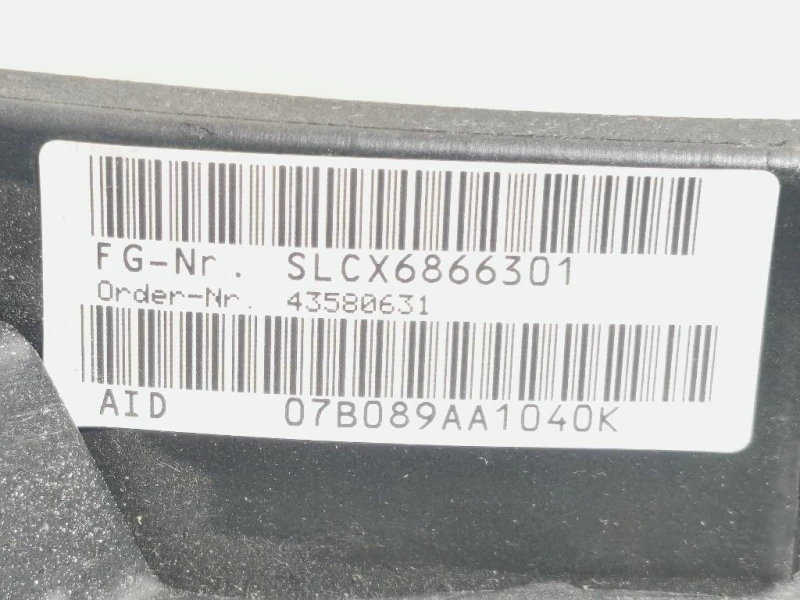 FG-Nr. SLCX6866301
Order-Nr. 43580631
AID 07B089AA1040K